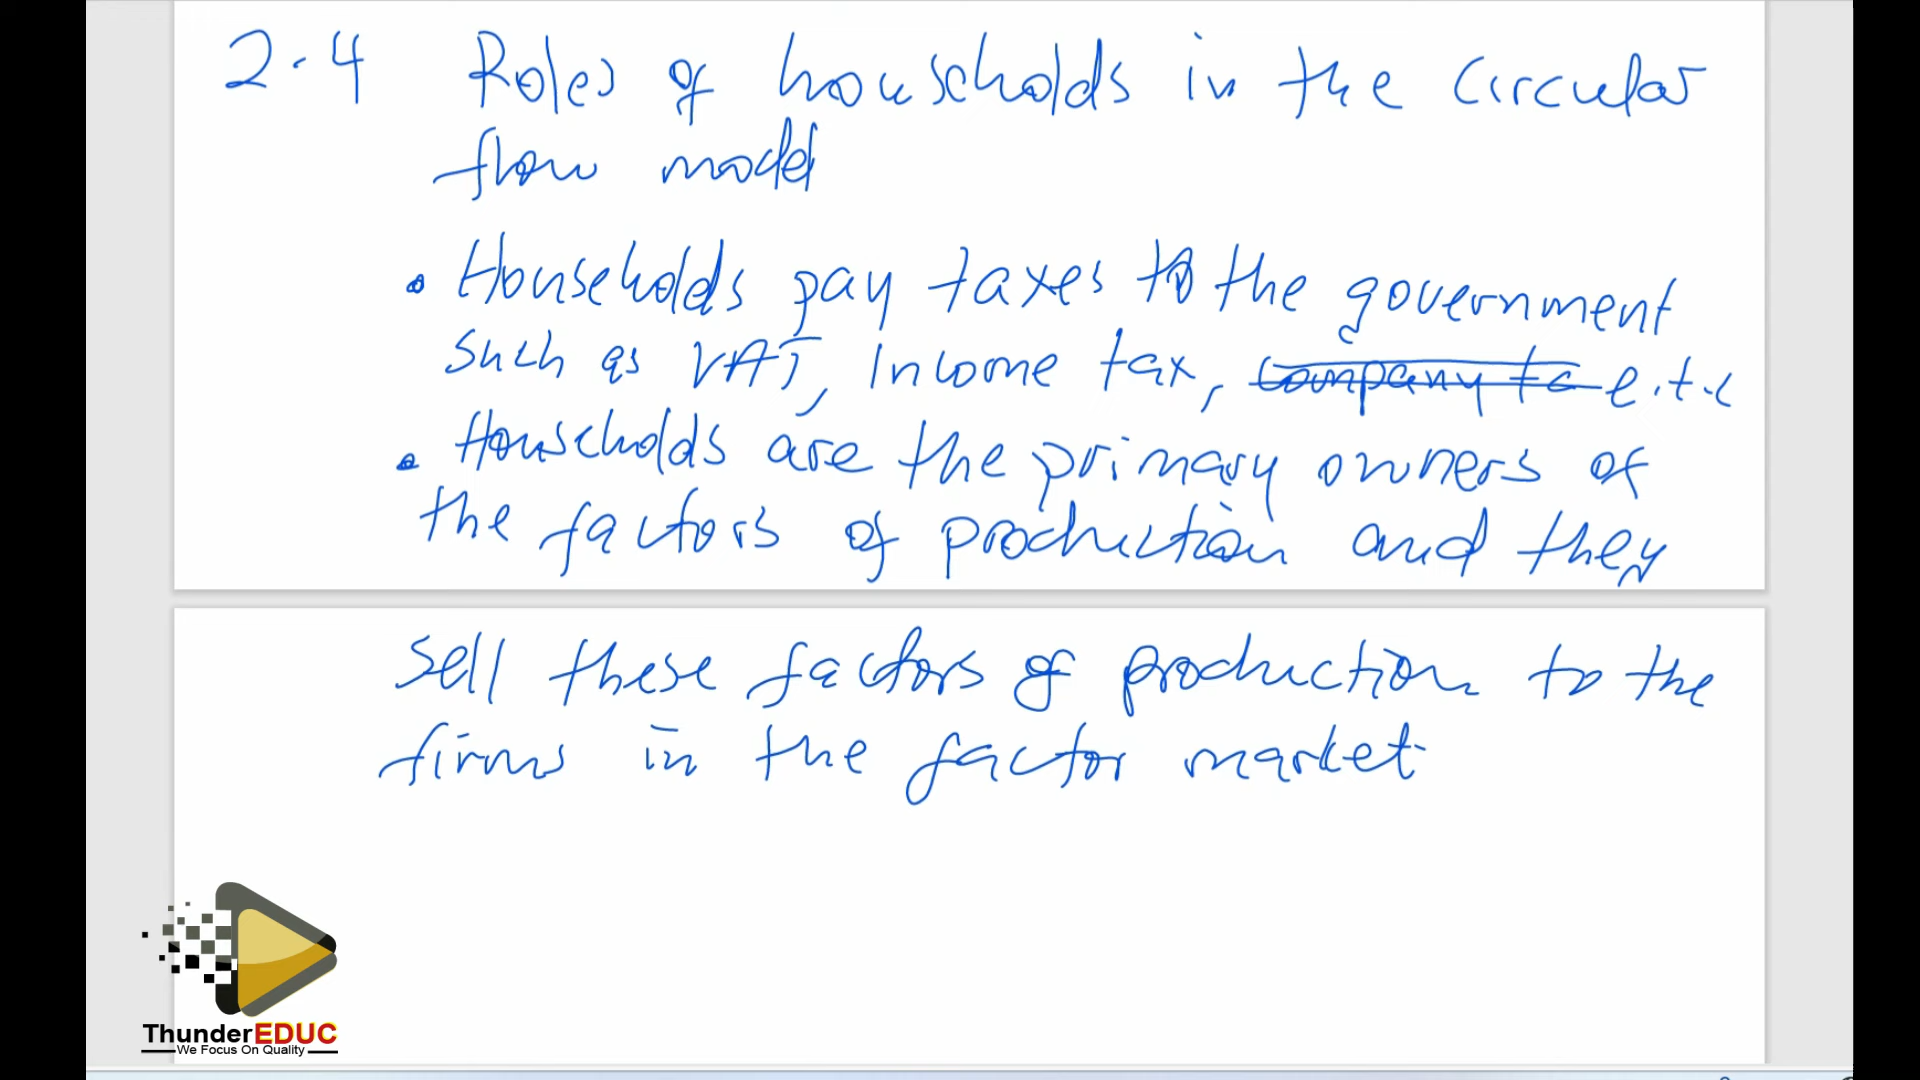 2.4 Roles of households in the circular
flow model
• Households pay taxes to the government
such as VAT, Income tax, company ta e.t.c
• Households are the primary owners of
the factors of production and they
sell these factors of production to the
firms in the factor market
ThunderEDUC
We Focus On Quality